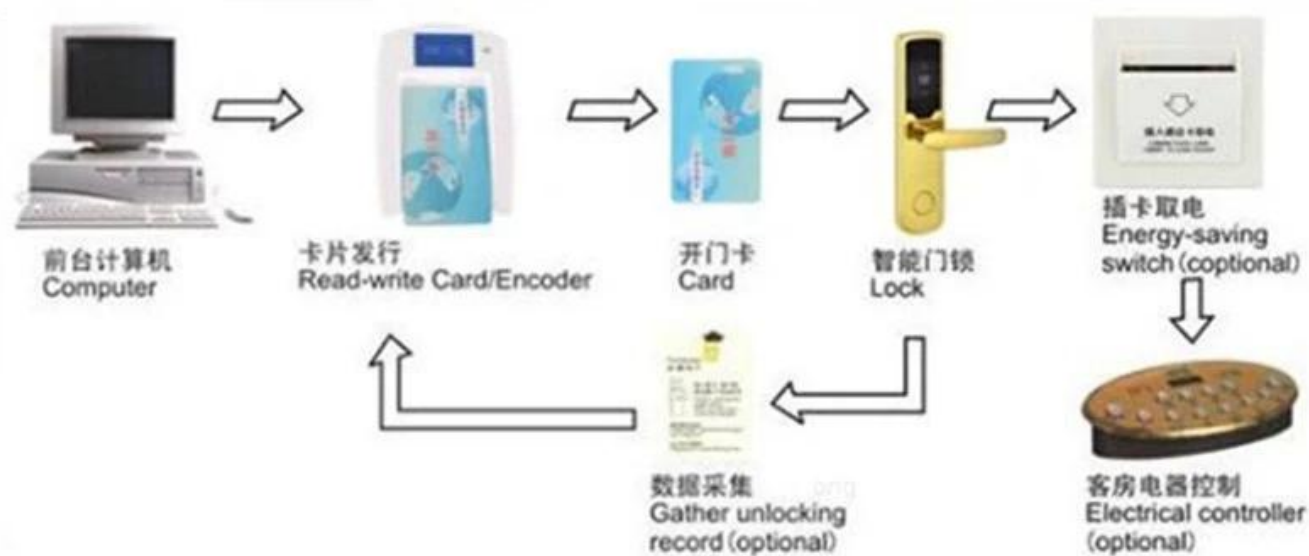 前台计算机
Computer
卡片发行
Read-write Card/Encoder
开门卡
Card
智能门锁
Lock
插卡取电
Energy-saving
switch(coptional)
数据采集
Gather unlocking
record(optional)
客房电器控制
Electrical controller
(optional)